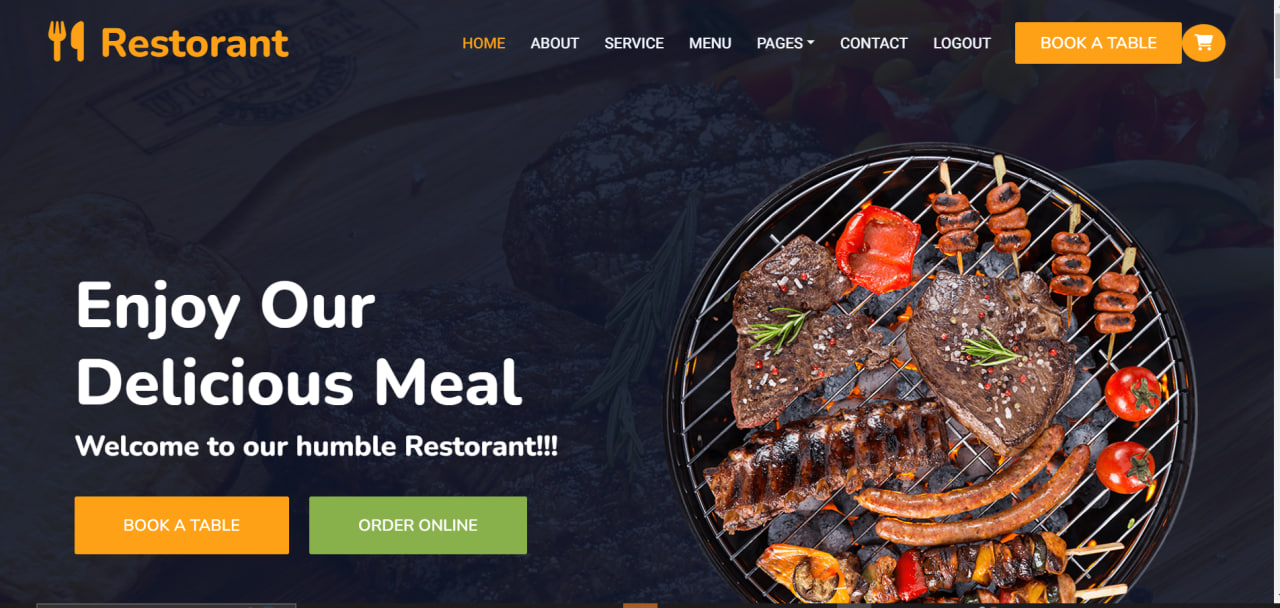 Restorant
HOME ABOUT SERVICE MENU PAGES CONTACT LOGOUT BOOK A TABLE
Enjoy Our
Delicious Meal
Welcome to our humble Restorant!!!
BOOK A TABLE ORDER ONLINE